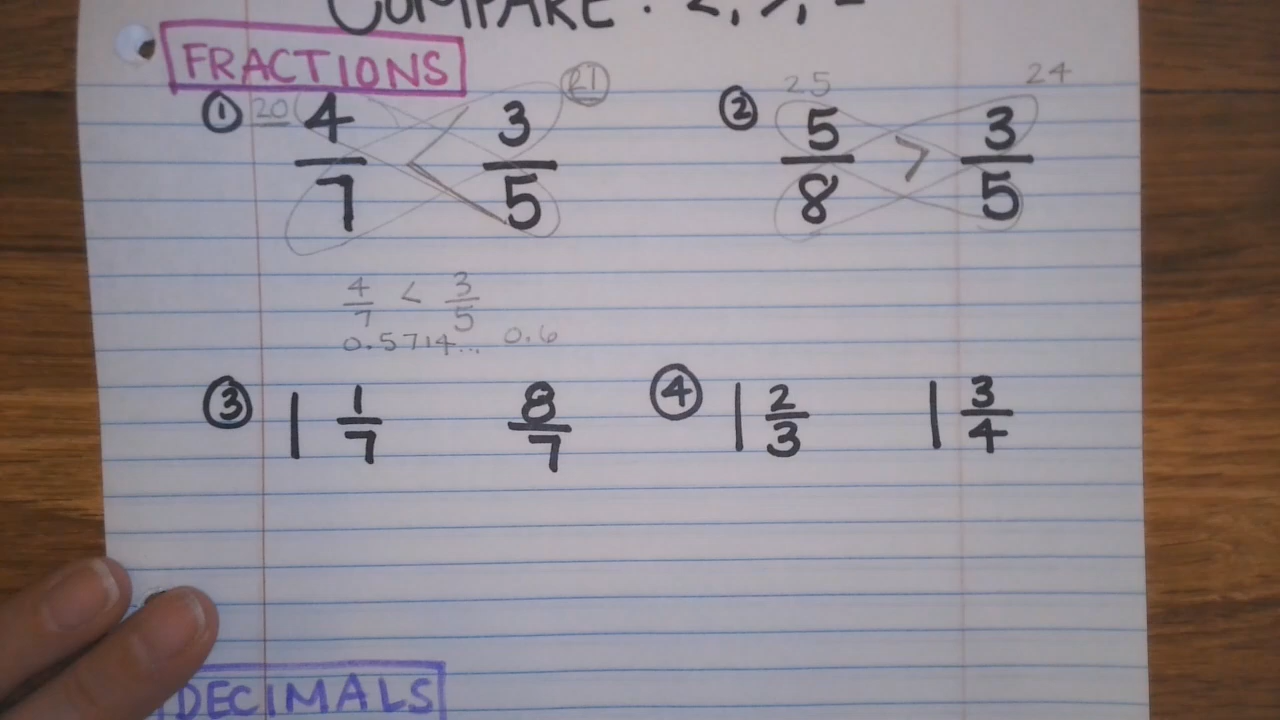 COMPARE: <, >, =
FRACTIONS
① 20 4/7 < 3/5 21
② 25 5/8 > 3/5 24
4/7 < 3/5
0.5714... 0.6
③ 1 1/7 8/7
④ 1 2/3 1 3/4
DECIMALS